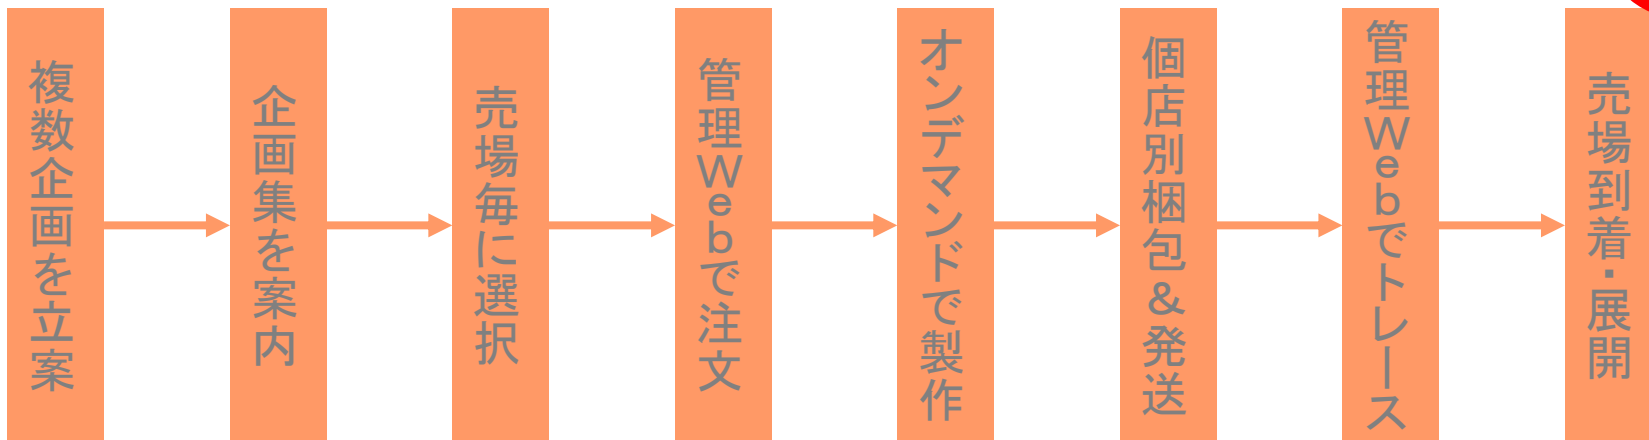 複数企画を立案
企画集を案内
売場毎に選択
管理Ｗｅｂで注文
オンデマンドで製作
個店別梱包＆発送
管理Ｗｅｂでトレース
売場到着・展開